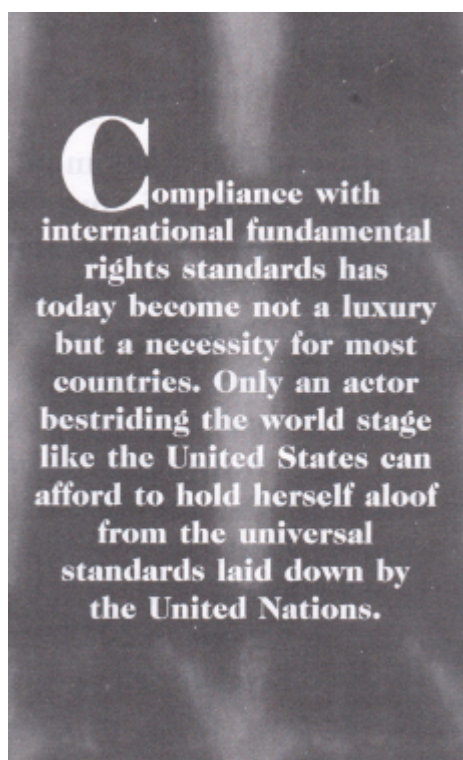 Compliance with
international fundamental
rights standards has
today become not a luxury
but a necessity for most
countries. Only an actor
bestriding the world stage
like the United States can
afford to hold herself aloof
from the universal
standards laid down by
the United Nations.